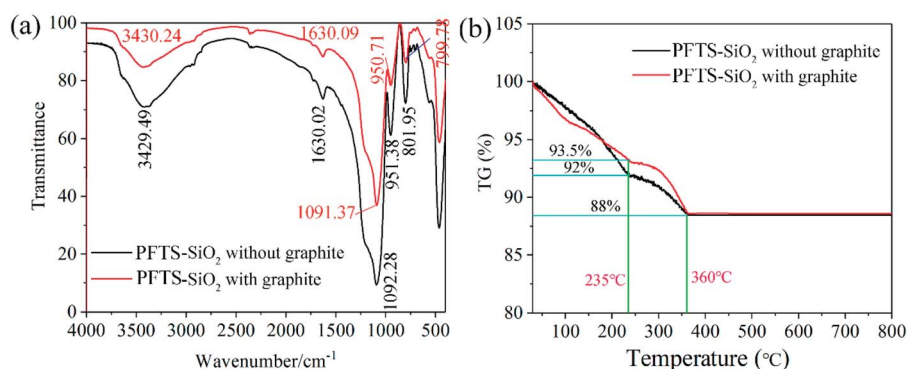 (a)
100
80
60
40
20
0
Transmittance
3430.24
1630.09
950.71
799.78
3429.49
1630.02
951.38
801.95
1091.37
1092.28
PFTS-SiO₂ without graphite
PFTS-SiO₂ with graphite
4000 3500 3000 2500 2000 1500 1000 500
Wavenumber/cm⁻¹
(b)
105
100
95
90
85
80
TG (%)
PFTS-SiO₂ without graphite
PFTS-SiO₂ with graphite
93.5%
92%
88%
235℃
360℃
100 200 300 400 500 600 700 800
Temperature (℃)